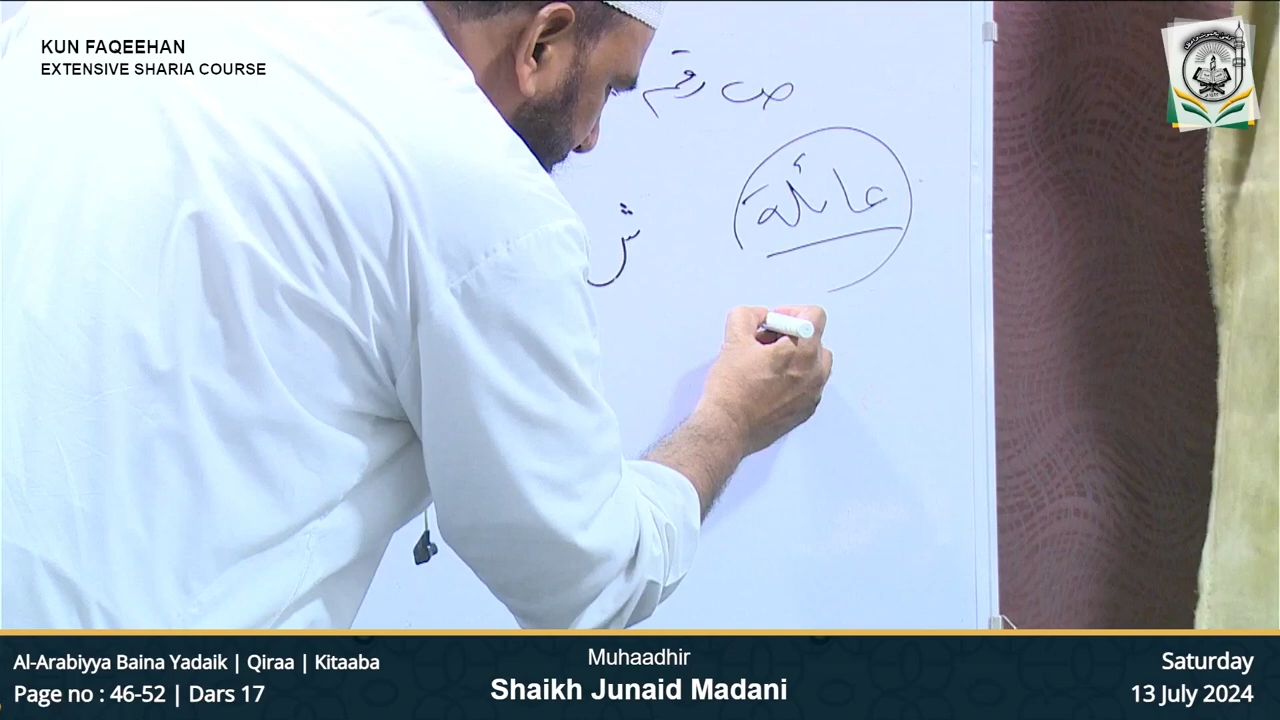 KUN FAQEEHAN
EXTENSIVE SHARIA COURSE
ص رقم
عائلة
ش
Al-Arabiyya Baina Yadaik | Qiraa | Kitaaba
Page no : 46-52 | Dars 17
Muhaadhir
Shaikh Junaid Madani
Saturday
13 July 2024